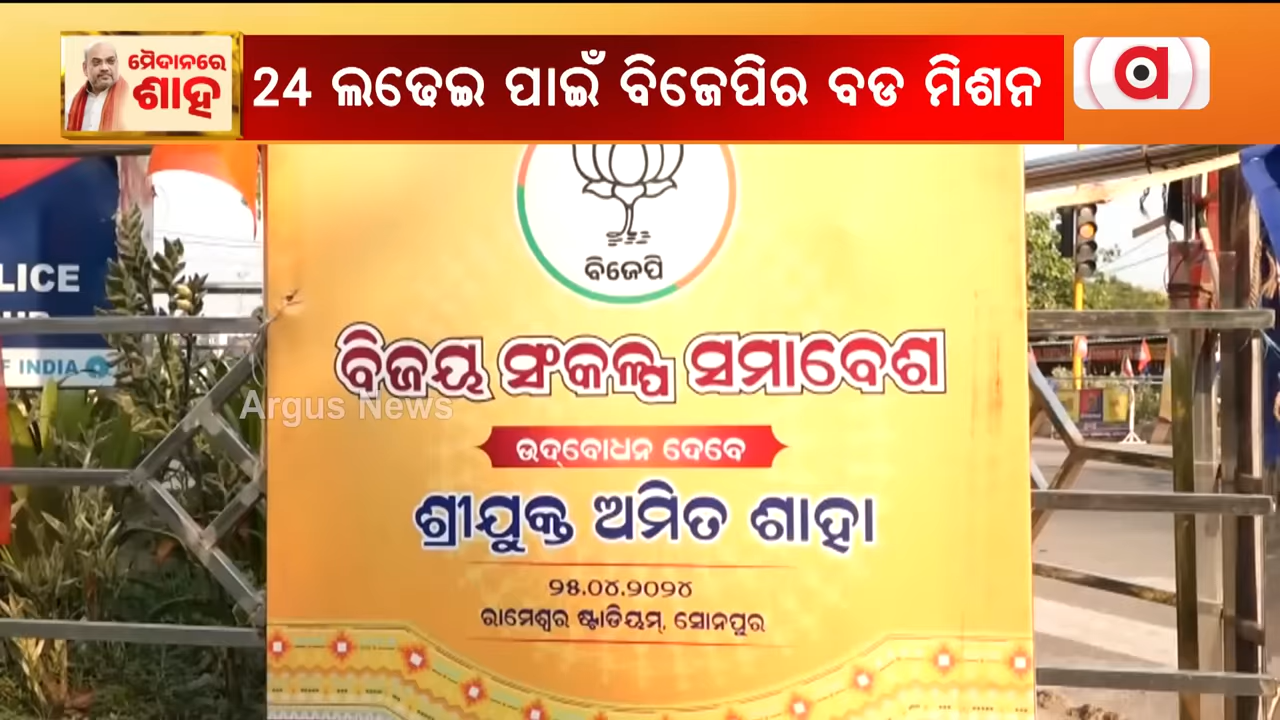 ମୈଦାନରେ
ଶାହ
24 ଲଢେଇ ପାଇଁ ବିଜେପିର ବଡ ମିଶନ
a
LICE
OF INDIA
ବିଜେପି
ବିଜୟ ସଂକଳ୍ପ ସମାବେଶ
Argus News
ଉଦ୍‌ବୋଧନ ଦେବେ
ଶ୍ରୀଯୁକ୍ତ ଅମିତ ଶାହା
୨୫.୦୪.୨୦୨୪
ରାମେଶ୍ୱର ଷ୍ଟାଡିୟମ୍, ସୋନପୁର